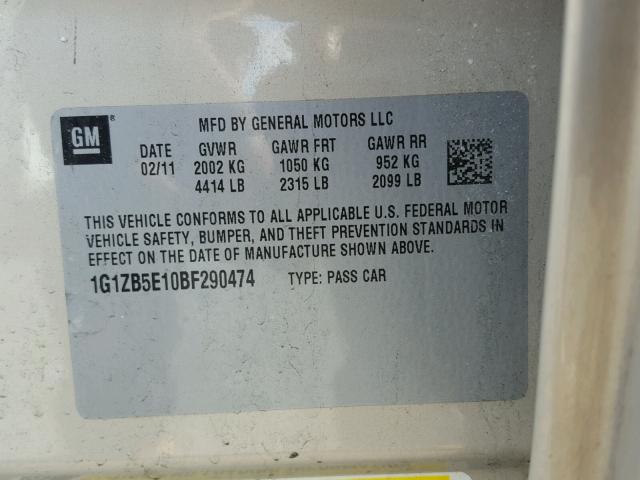 GM®
MFD BY GENERAL MOTORS LLC
DATE GVWR GAWR FRT GAWR RR
02/11 2002 KG 1050 KG 952 KG
4414 LB 2315 LB 2099 LB
THIS VEHICLE CONFORMS TO ALL APPLICABLE U.S. FEDERAL MOTOR
VEHICLE SAFETY, BUMPER, AND THEFT PREVENTION STANDARDS IN
EFFECT ON THE DATE OF MANUFACTURE SHOWN ABOVE.
1G1ZB5E10BF290474 TYPE: PASS CAR